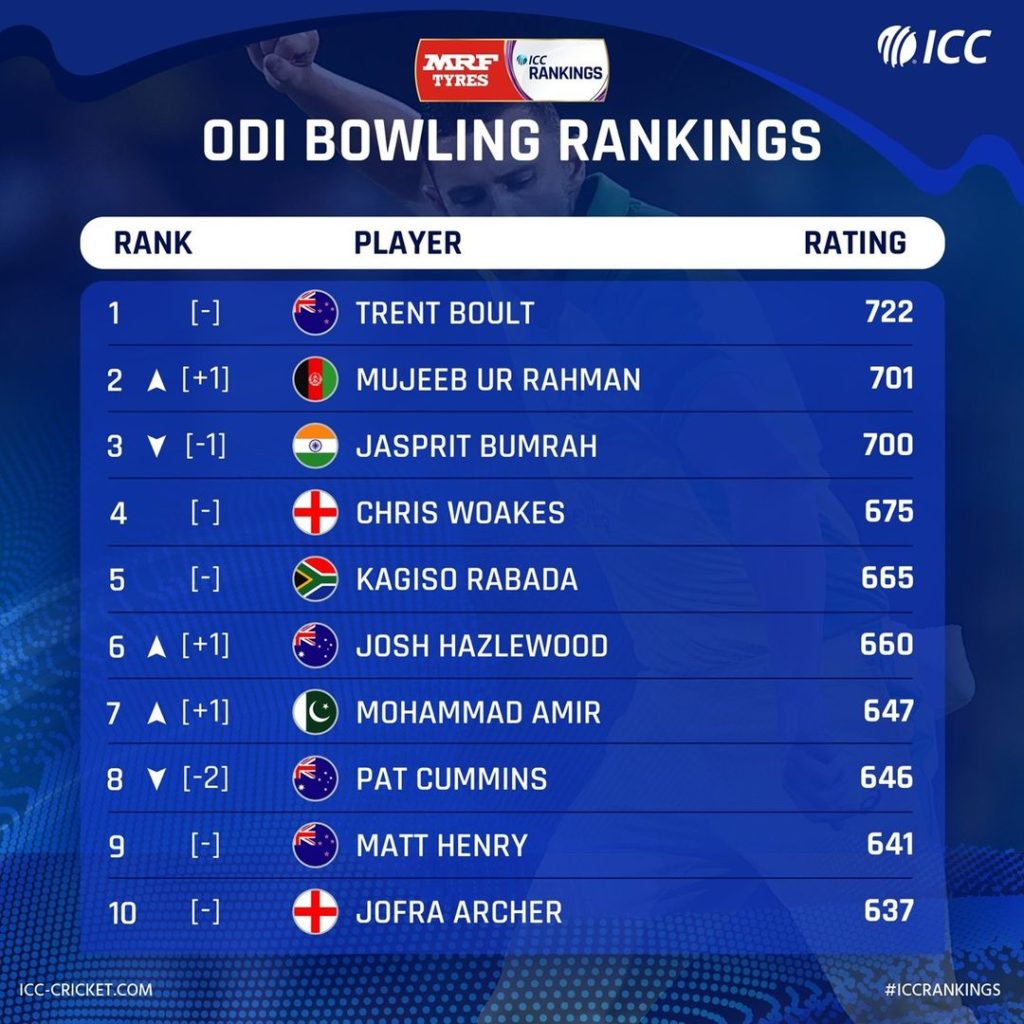 ICC
MRF TYRES
ICC RANKINGS
ODI BOWLING RANKINGS
RANK PLAYER RATING
1 [-] TRENT BOULT 722
2 [+1] MUJEEB UR RAHMAN 701
3 [-1] JASPRIT BUMRAH 700
4 [-] CHRIS WOAKES 675
5 [-] KAGISO RABADA 665
6 [+1] JOSH HAZLEWOOD 660
7 [+1] MOHAMMAD AMIR 647
8 [-2] PAT CUMMINS 646
9 [-] MATT HENRY 641
10 [-] JOFRA ARCHER 637
ICC-CRICKET.COM #ICCRANKINGS